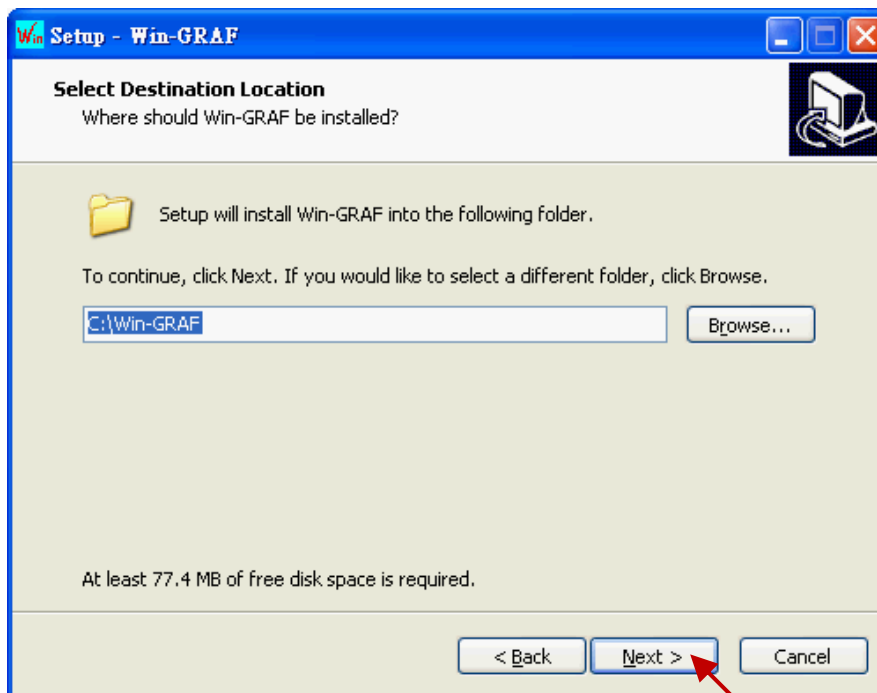 Win Setup - Win-GRAF
Select Destination Location
Where should Win-GRAF be installed?
Setup will install Win-GRAF into the following folder.
To continue, click Next. If you would like to select a different folder, click Browse.
C:\Win-GRAF
Browse...
At least 77.4 MB of free disk space is required.
< Back
Next >
Cancel